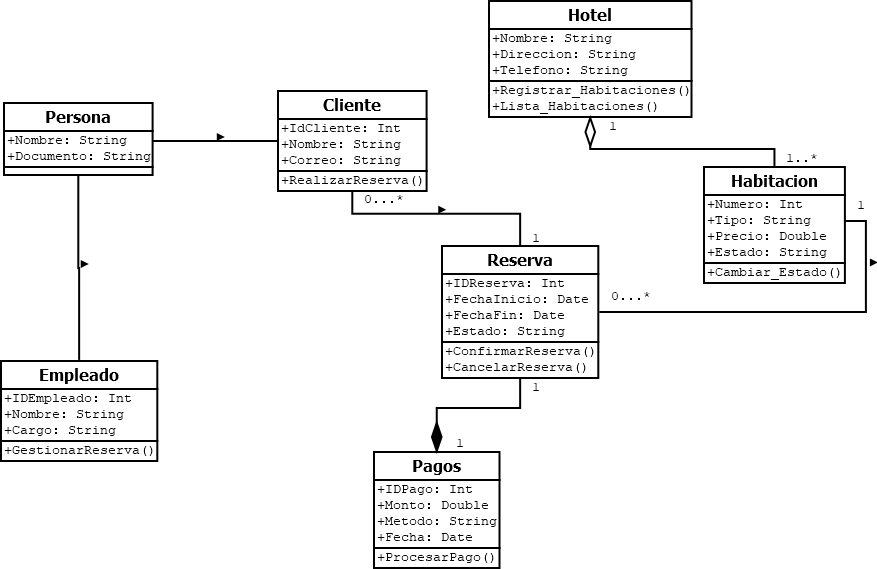 Hotel
+Nombre: String
+Direccion: String
+Telefono: String
+Registrar_Habitaciones()
+Lista_Habitaciones()
1
1..*
Persona
+Nombre: String
+Documento: String
Cliente
+IdCliente: Int
+Nombre: String
+Correo: String
+RealizarReserva()
0...*
1
Habitacion
+Numero: Int
+Tipo: String
+Precio: Double
+Estado: String
+Cambiar_Estado()
1
0...*
Reserva
+IDReserva: Int
+FechaInicio: Date
+FechaFin: Date
+Estado: String
+ConfirmarReserva()
+CancelarReserva()
1
1
Empleado
+IDEmpleado: Int
+Nombre: String
+Cargo: String
+GestionarReserva()
Pagos
+IDPago: Int
+Monto: Double
+Metodo: String
+Fecha: Date
+ProcesarPago()